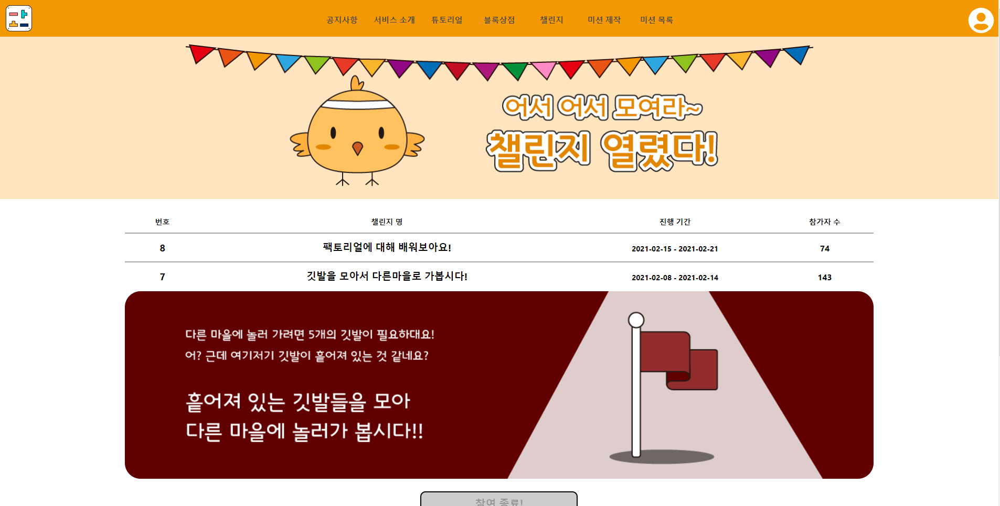 공지사항 서비스 소개 튜토리얼 블록상점 챌린지 미션 제작 미션 목록
어서 어서 모여라~
챌린지 열렸다!
번호 챌린지 명 진행 기간 참가자 수
8 팩토리얼에 대해 배워보아요! 2021-02-15 - 2021-02-21 74
7 깃발을 모아서 다른마을로 가봅시다! 2021-02-08 - 2021-02-14 143
다른 마을에 놀러 가려면 5개의 깃발이 필요하대요!
어? 근데 여기저기 깃발이 흩어져 있는 것 같네요?
흩어져 있는 깃발들을 모아
다른 마을에 놀러가 봅시다!!
참여 종료!